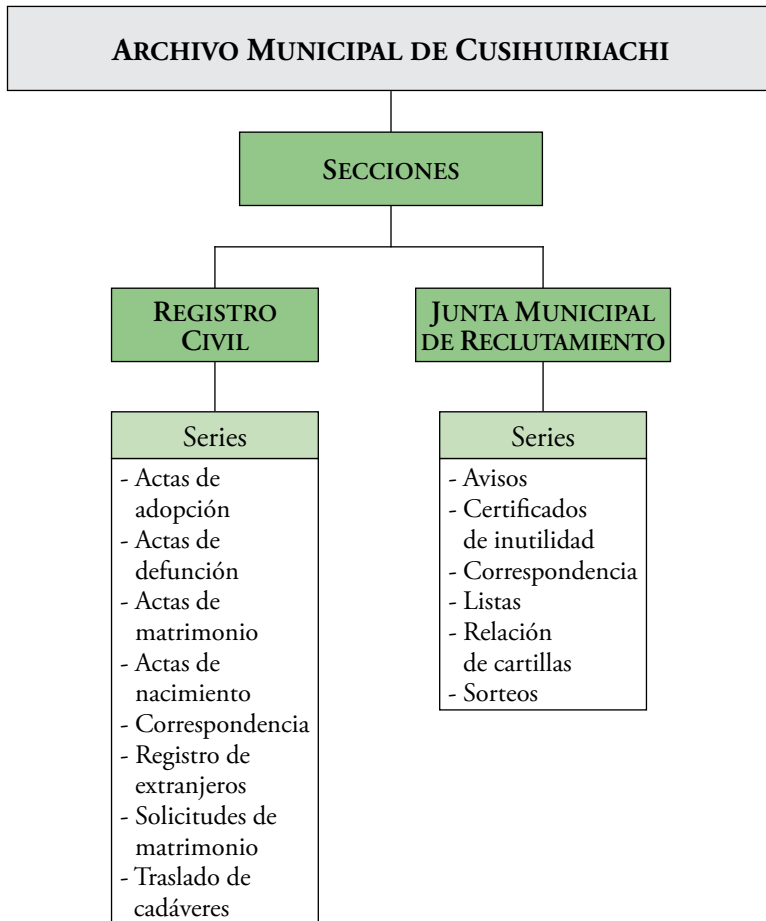 ARCHIVO MUNICIPAL DE CUSIHUIRIACHI
SECCIONES
REGISTRO
CIVIL
Series
- Actas de
adopción
- Actas de
defunción
- Actas de
matrimonio
- Actas de
nacimiento
- Correspondencia
- Registro de
extranjeros
- Solicitudes de
matrimonio
- Traslado de
cadáveres
JUNTA MUNICIPAL
DE RECLUTAMIENTO
Series
- Avisos
- Certificados
de inutilidad
- Correspondencia
- Listas
- Relación
de cartillas
- Sorteos